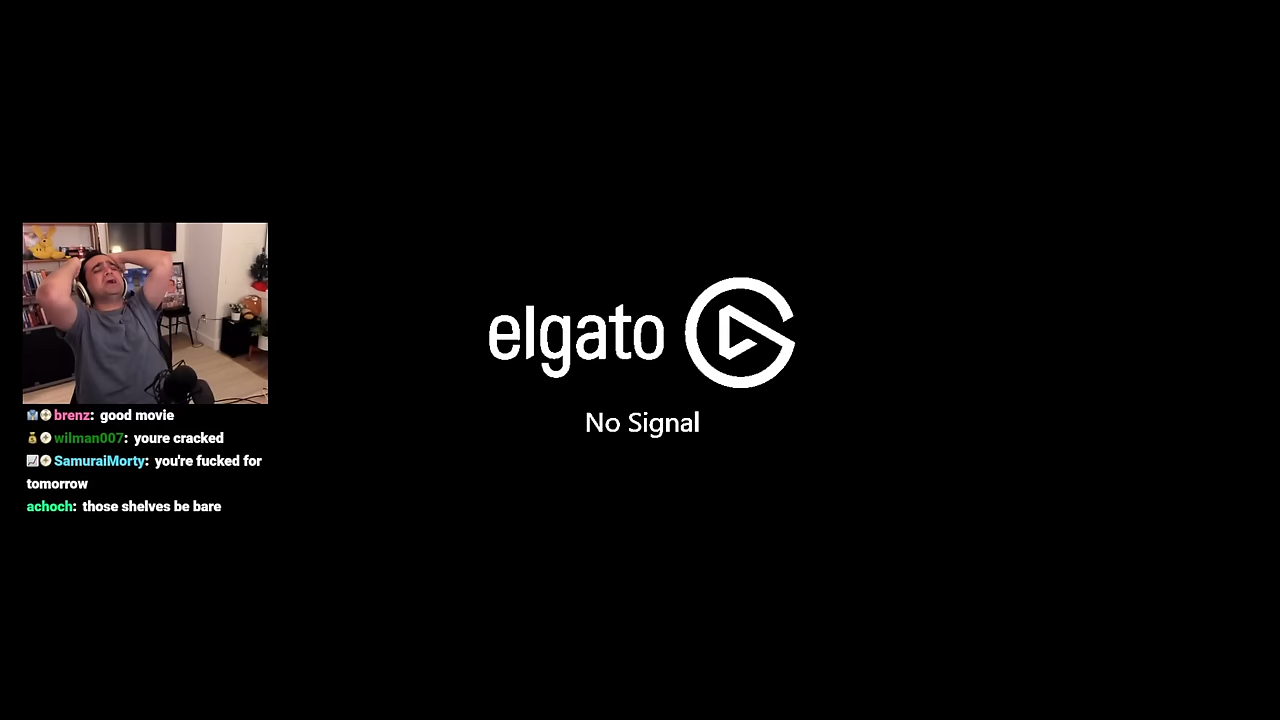 elgato
No Signal
brenz: good movie
wilman007: youre cracked
SamuraiMorty: you're fucked for
tomorrow
achoch: those shelves be bare